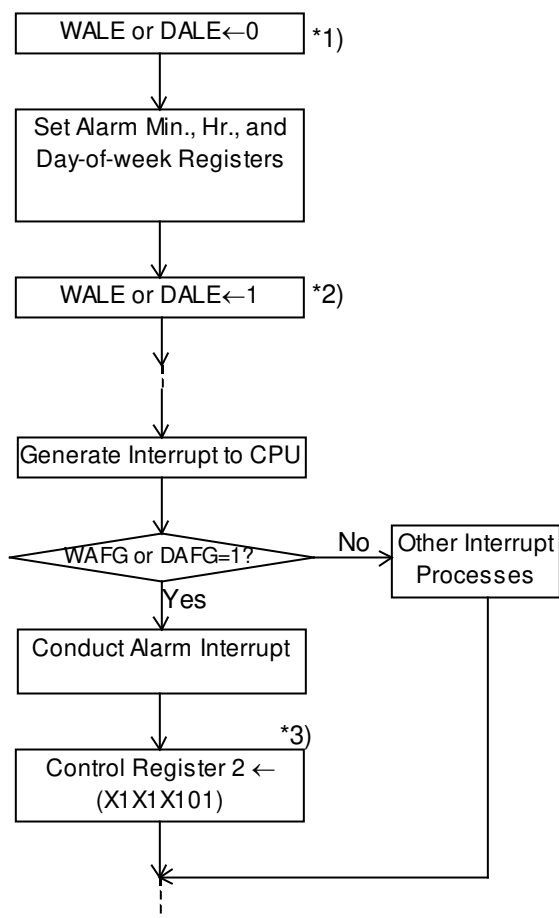 WALE or DALE←0
*1)
Set Alarm Min., Hr., and
Day-of-week Registers
WALE or DALE←1
*2)
Generate Interrupt to CPU
WAFG or DAFG=1?
No
Other Interrupt
Processes
Yes
Conduct Alarm Interrupt
*3)
Control Register 2 ←
(X1X1X101)